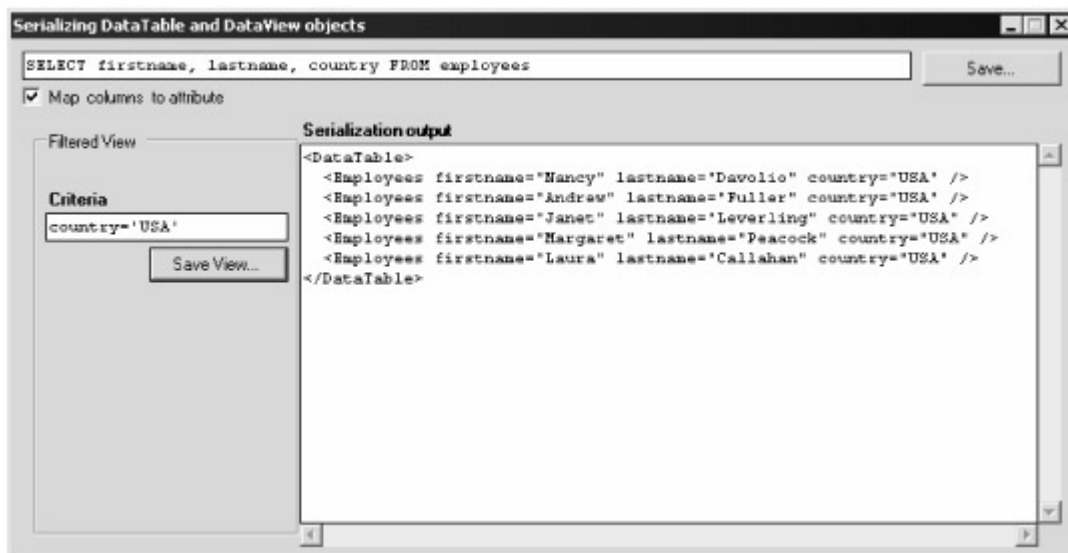 Serializing DataTable and DataView objects
SELECT firstname, lastname, country FROM employees
Save...
Map columns to attribute
Filtered View
Criteria
country='USA'
Save View...
Serialization output
<DataTable>
<Employees firstname="Nancy" lastname="Davolio" country="USA" />
<Employees firstname="Andrew" lastname="Fuller" country="USA" />
<Employees firstname="Janet" lastname="Leverling" country="USA" />
<Employees firstname="Margaret" lastname="Peacock" country="USA" />
<Employees firstname="Laura" lastname="Callahan" country="USA" />
</DataTable>